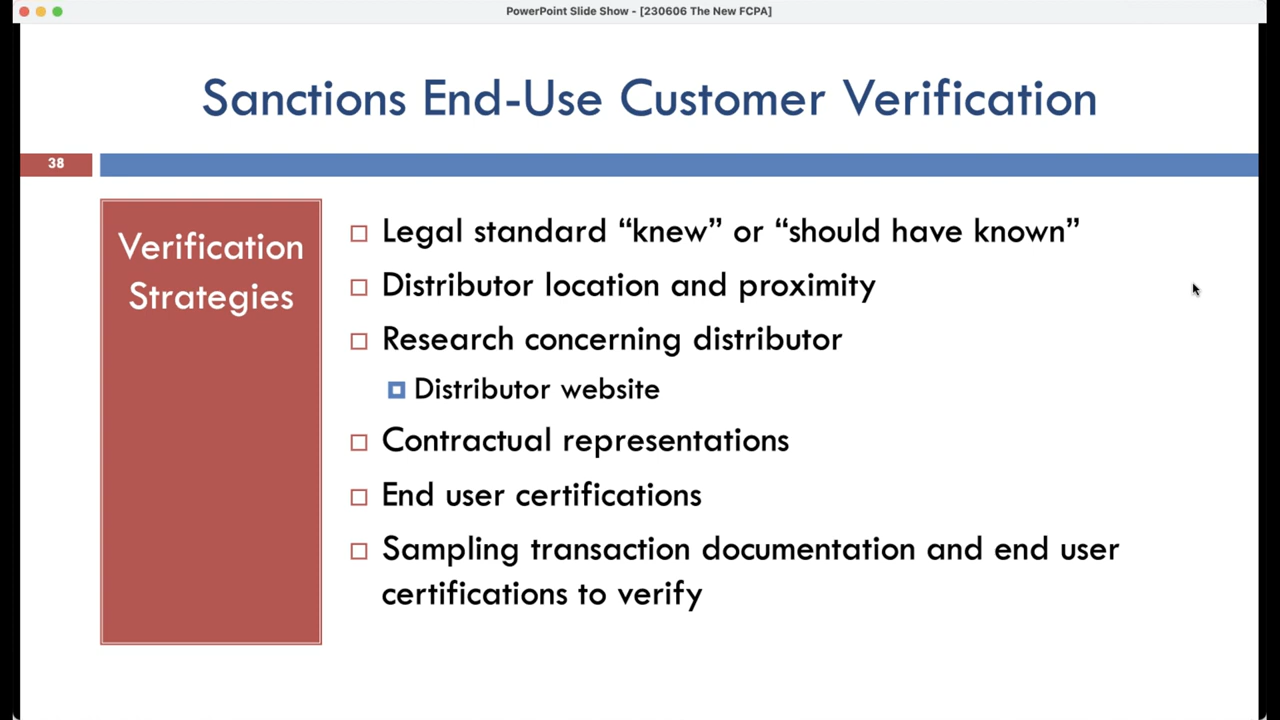 PowerPoint Slide Show - [230606 The New FCPA]
Sanctions End-Use Customer Verification
38
Verification
Strategies
Legal standard “knew” or “should have known”
Distributor location and proximity
Research concerning distributor
Distributor website
Contractual representations
End user certifications
Sampling transaction documentation and end user
certifications to verify